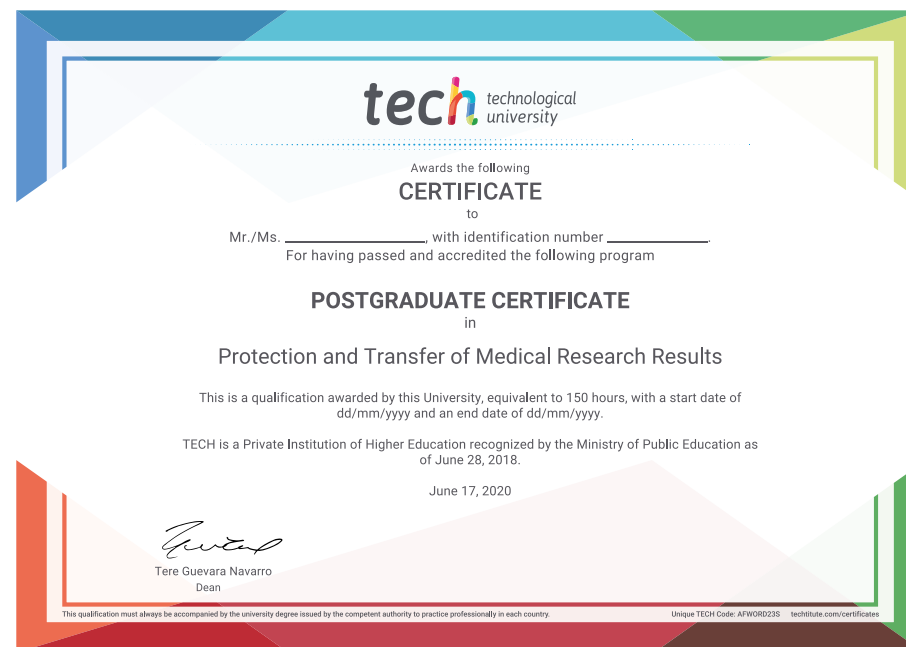 tech technological
university
Awards the following
CERTIFICATE
to
Mr./Ms. ____________________, with identification number ______________.
For having passed and accredited the following program
POSTGRADUATE CERTIFICATE
in
Protection and Transfer of Medical Research Results
This is a qualification awarded by this University, equivalent to 150 hours, with a start date of
dd/mm/yyyy and an end date of dd/mm/yyyy.
TECH is a Private Institution of Higher Education recognized by the Ministry of Public Education as
of June 28, 2018.
June 17, 2020
Tere Guevara Navarro
Dean
This qualification must always be accompanied by the university degree issued by the competent authority to practice professionally in each country. Unique TECH Code: AFWORD23S techtitute.com/certificates